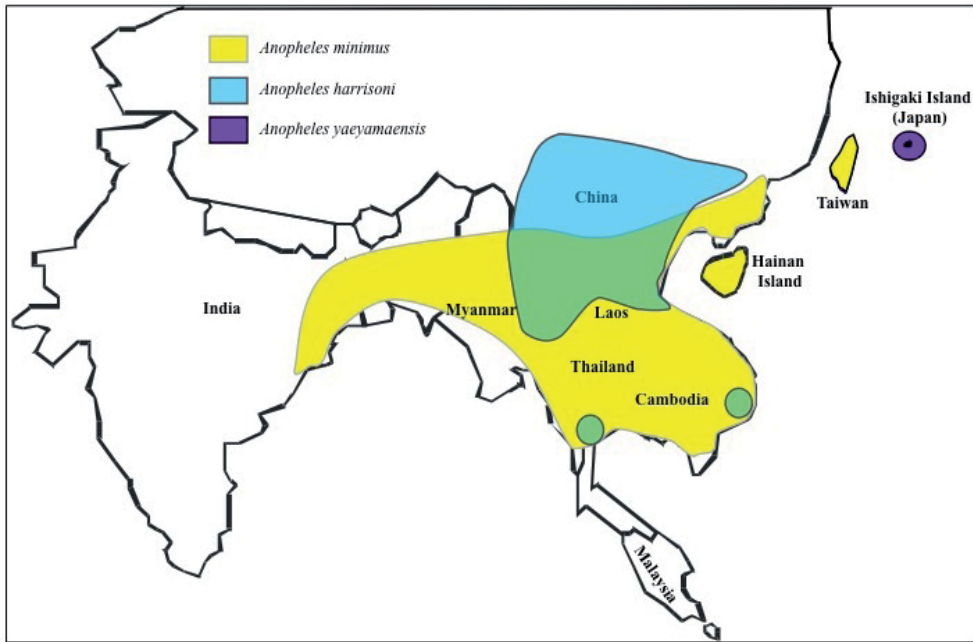 Anopheles minimus
Anopheles harrisoni
Anopheles yaeyamaensis
Ishigaki Island
(Japan)
China
Taiwan
Hainan
Island
India
Myanmar
Laos
Thailand
Cambodia
Malaysia